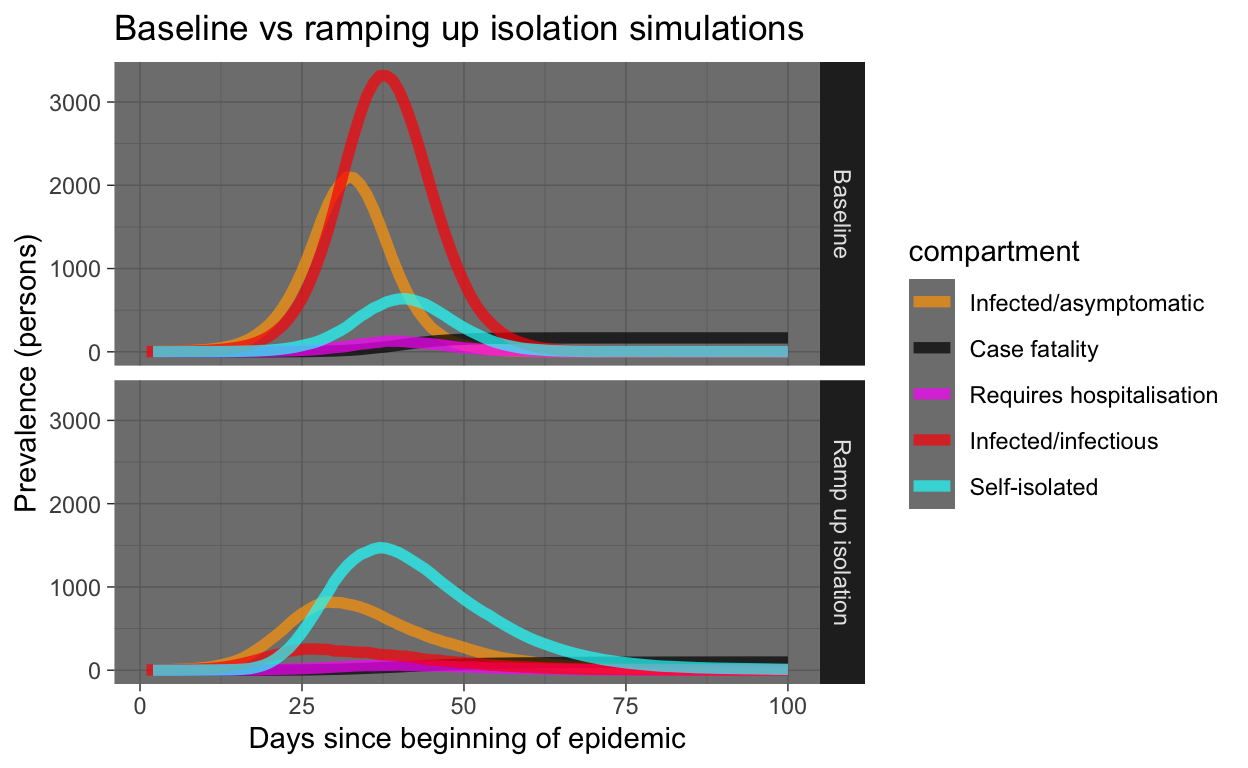 Baseline vs ramping up isolation simulations
Prevalence (persons)
3000
2000
1000
0
Baseline
3000
2000
1000
0
Ramp up isolation
0 25 50 75 100
Days since beginning of epidemic
compartment
Infected/asymptomatic
Case fatality
Requires hospitalisation
Infected/infectious
Self-isolated